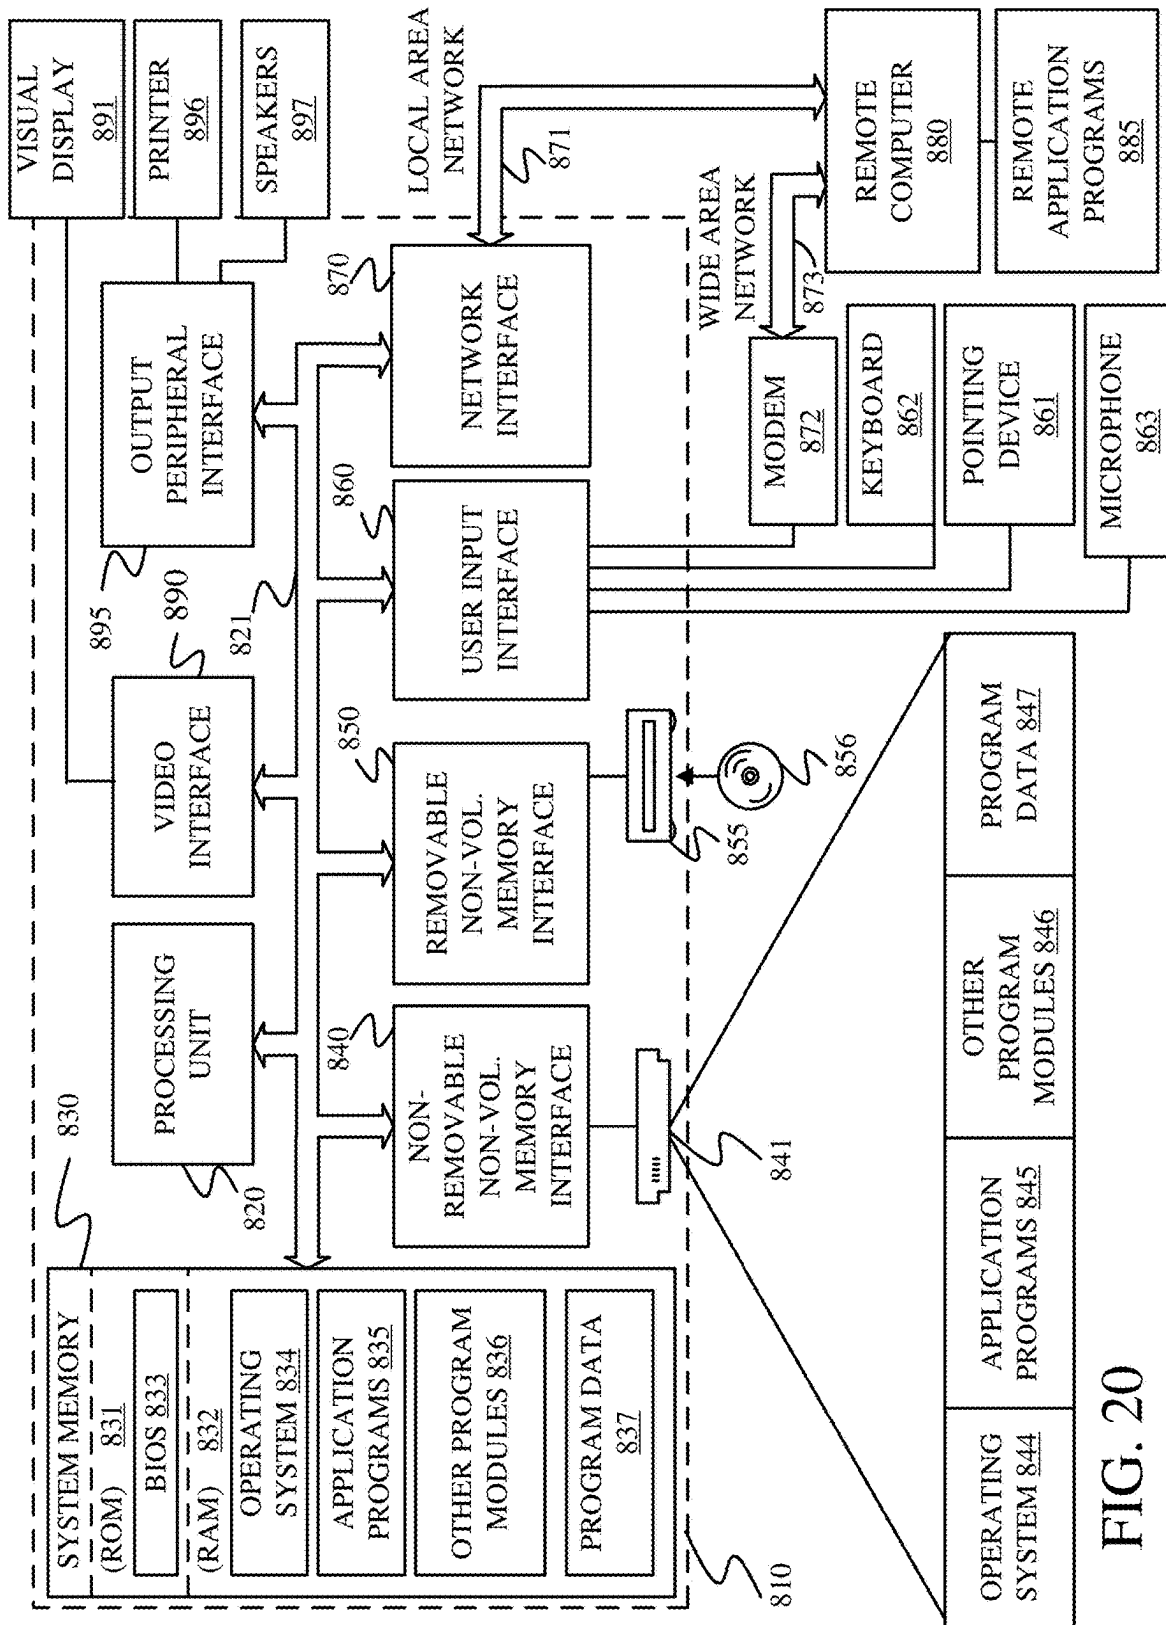 SYSTEM MEMORY
(ROM) 831
BIOS 833
(RAM) 832
OPERATING
SYSTEM 834
APPLICATION
PROGRAMS 835
OTHER PROGRAM
MODULES 836
PROGRAM DATA
837
830
PROCESSING
UNIT
820
VIDEO
INTERFACE
890
OUTPUT
PERIPHERAL
INTERFACE
895
821
VISUAL
DISPLAY
891
PRINTER
896
SPEAKERS
897
NON-
REMOVABLE
NON-VOL.
MEMORY
INTERFACE
840
REMOVABLE
NON-VOL.
MEMORY
INTERFACE
850
USER INPUT
INTERFACE
860
NETWORK
INTERFACE
870
LOCAL AREA
NETWORK
871
810
841
855
856
WIDE AREA
NETWORK
873
MODEM
872
KEYBOARD
862
POINTING
DEVICE
861
MICROPHONE
863
REMOTE
COMPUTER
880
REMOTE
APPLICATION
PROGRAMS
885
OPERATING
SYSTEM 844
APPLICATION
PROGRAMS 845
OTHER
PROGRAM
MODULES 846
PROGRAM
DATA 847
FIG. 20